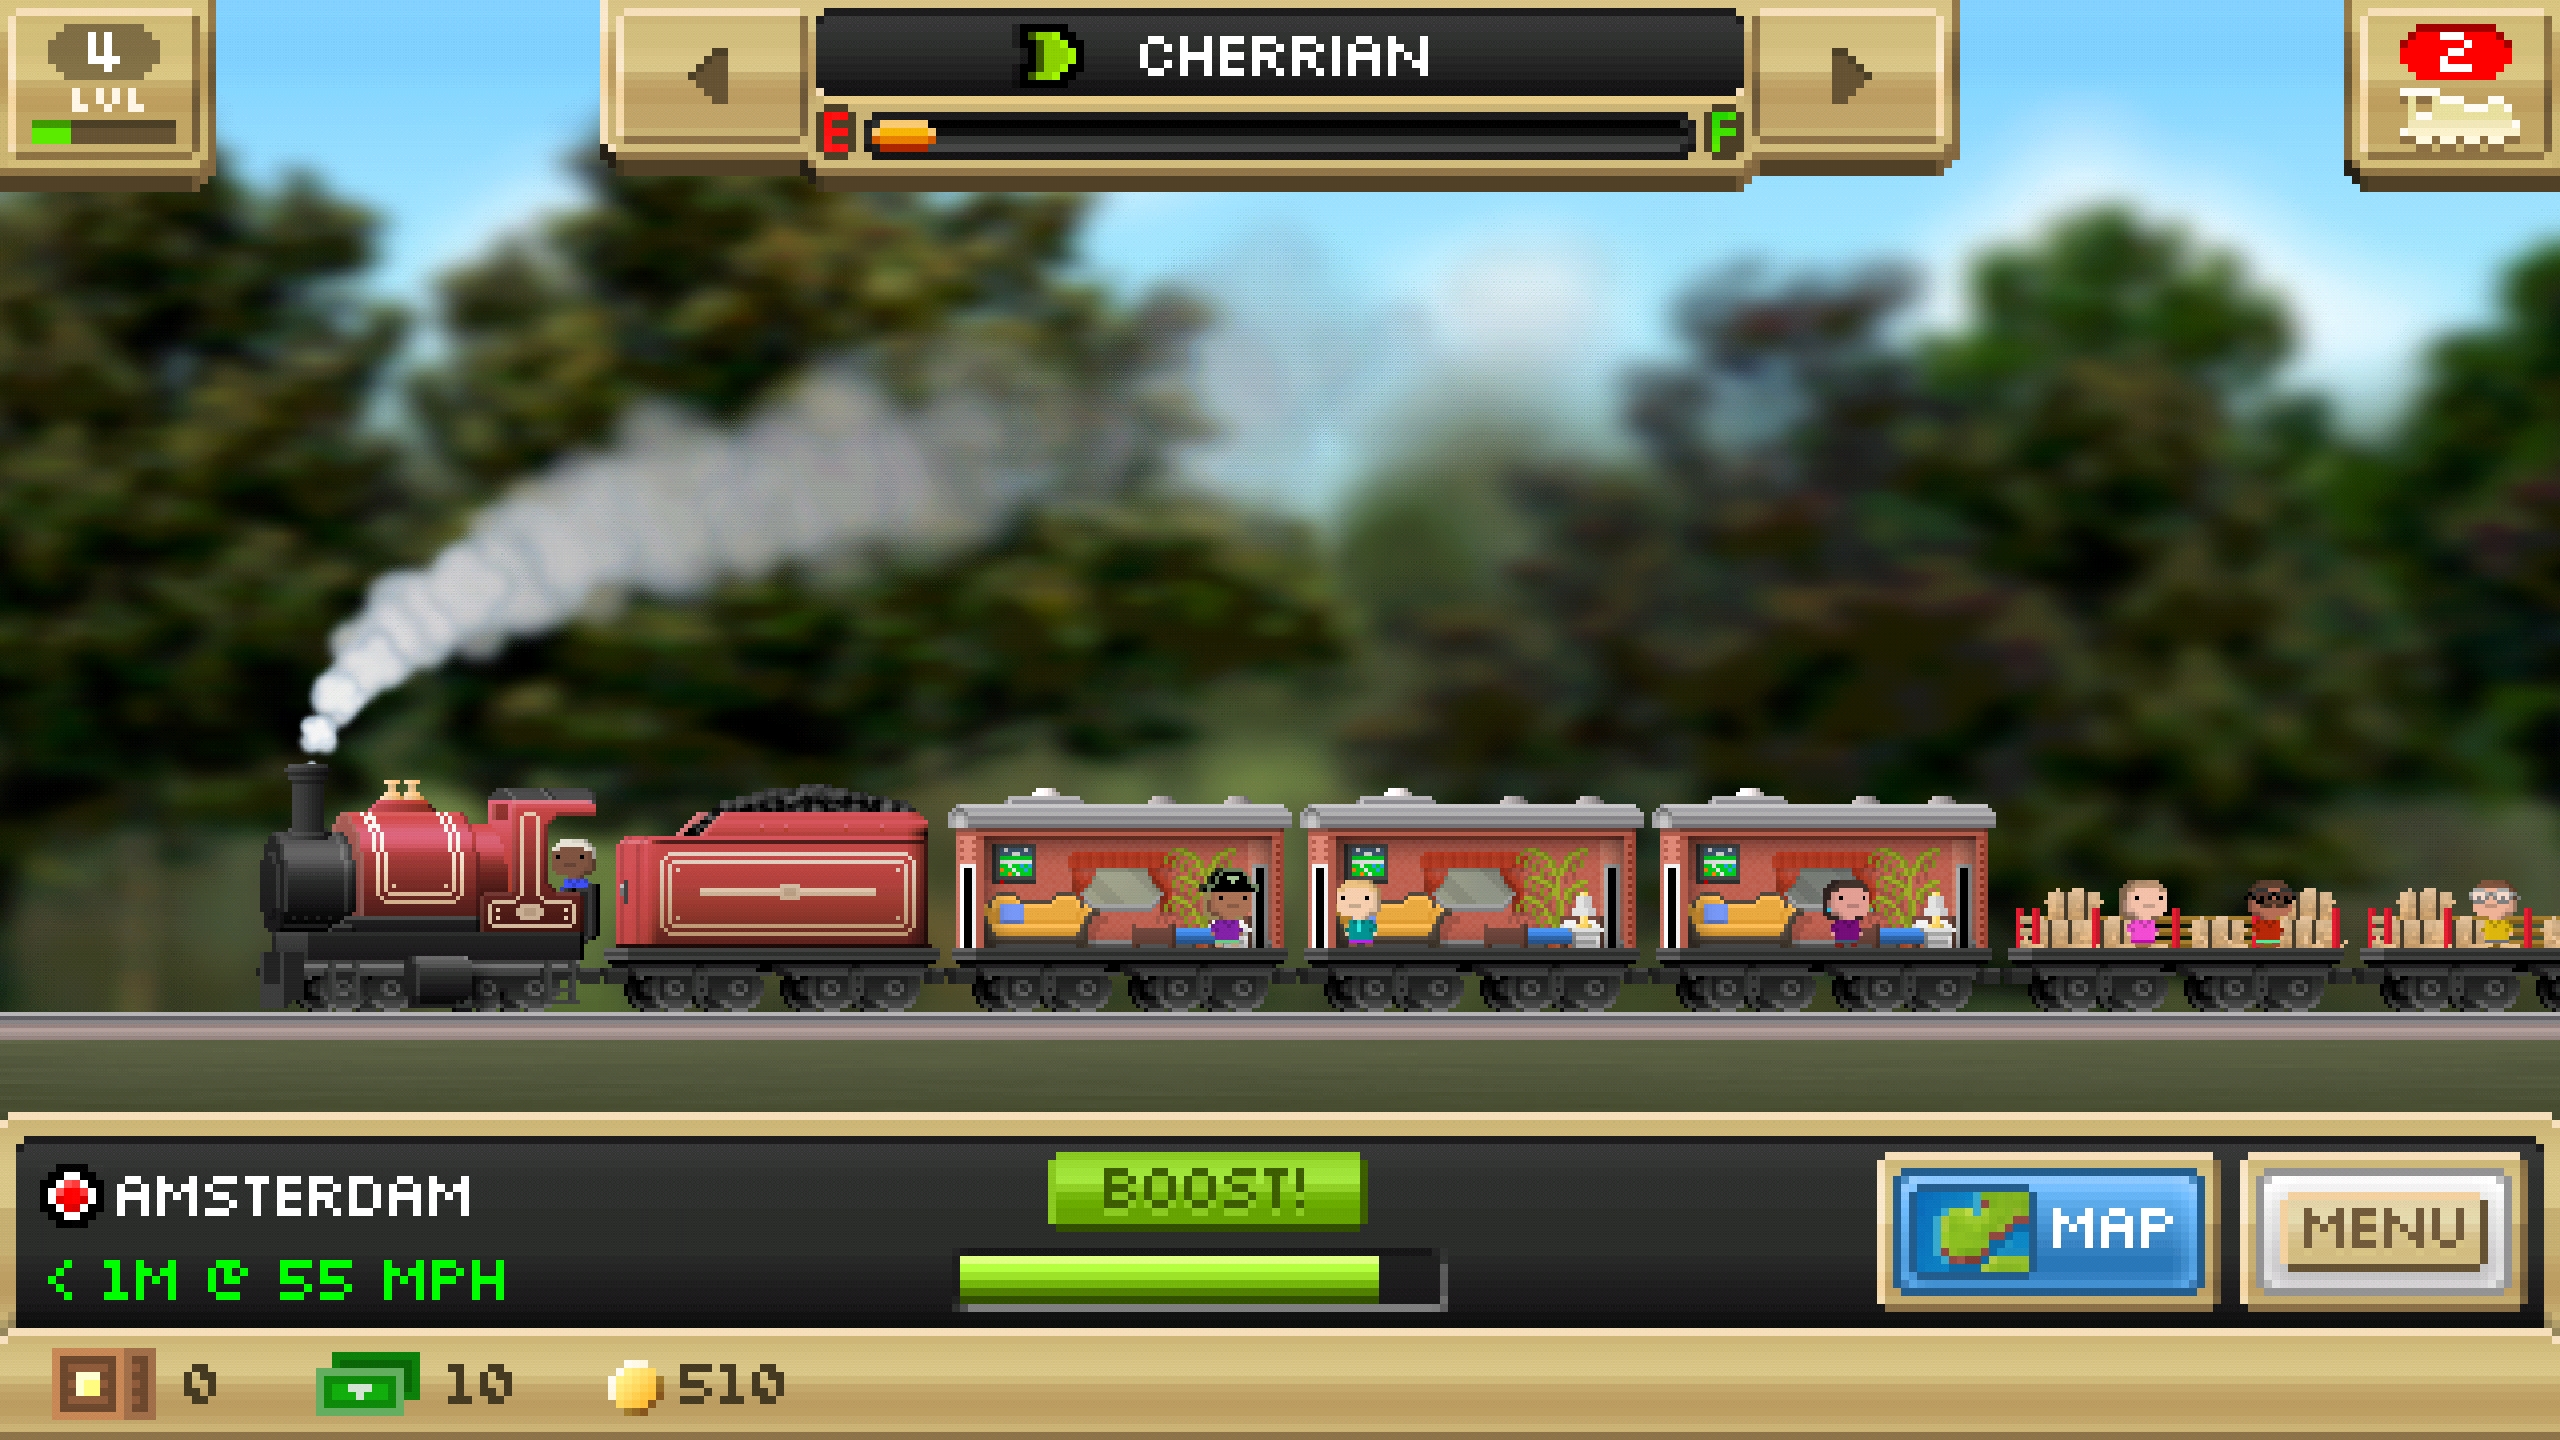 4
LVL
CHERRIAN
E
F
2
AMSTERDAM
< 1M @ 55 MPH
BOOST!
MAP
MENU
0
10
510